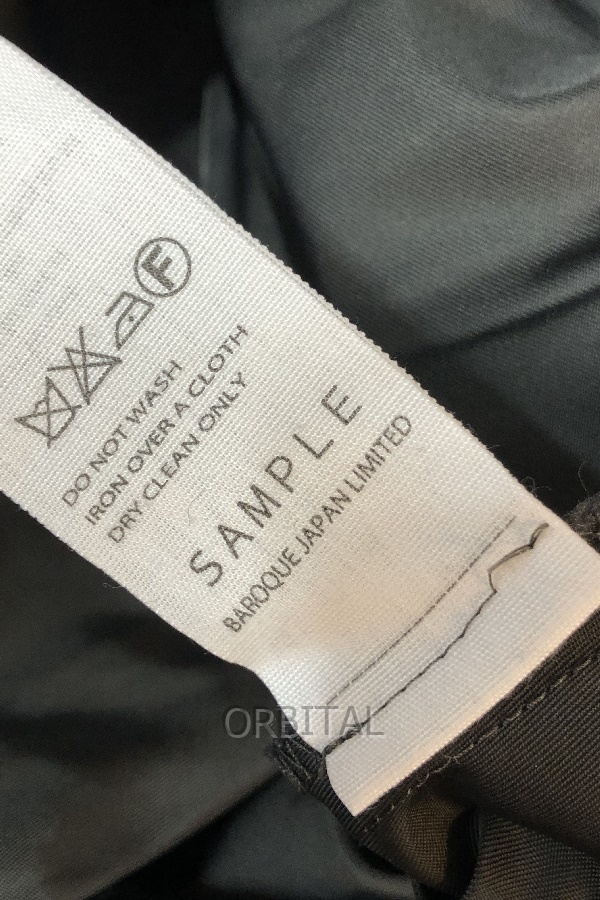 F
DO NOT WASH
IRON OVER A CLOTH
DRY CLEAN ONLY
SAMPLE
BAROQUE JAPAN LIMITED
ORBITAL